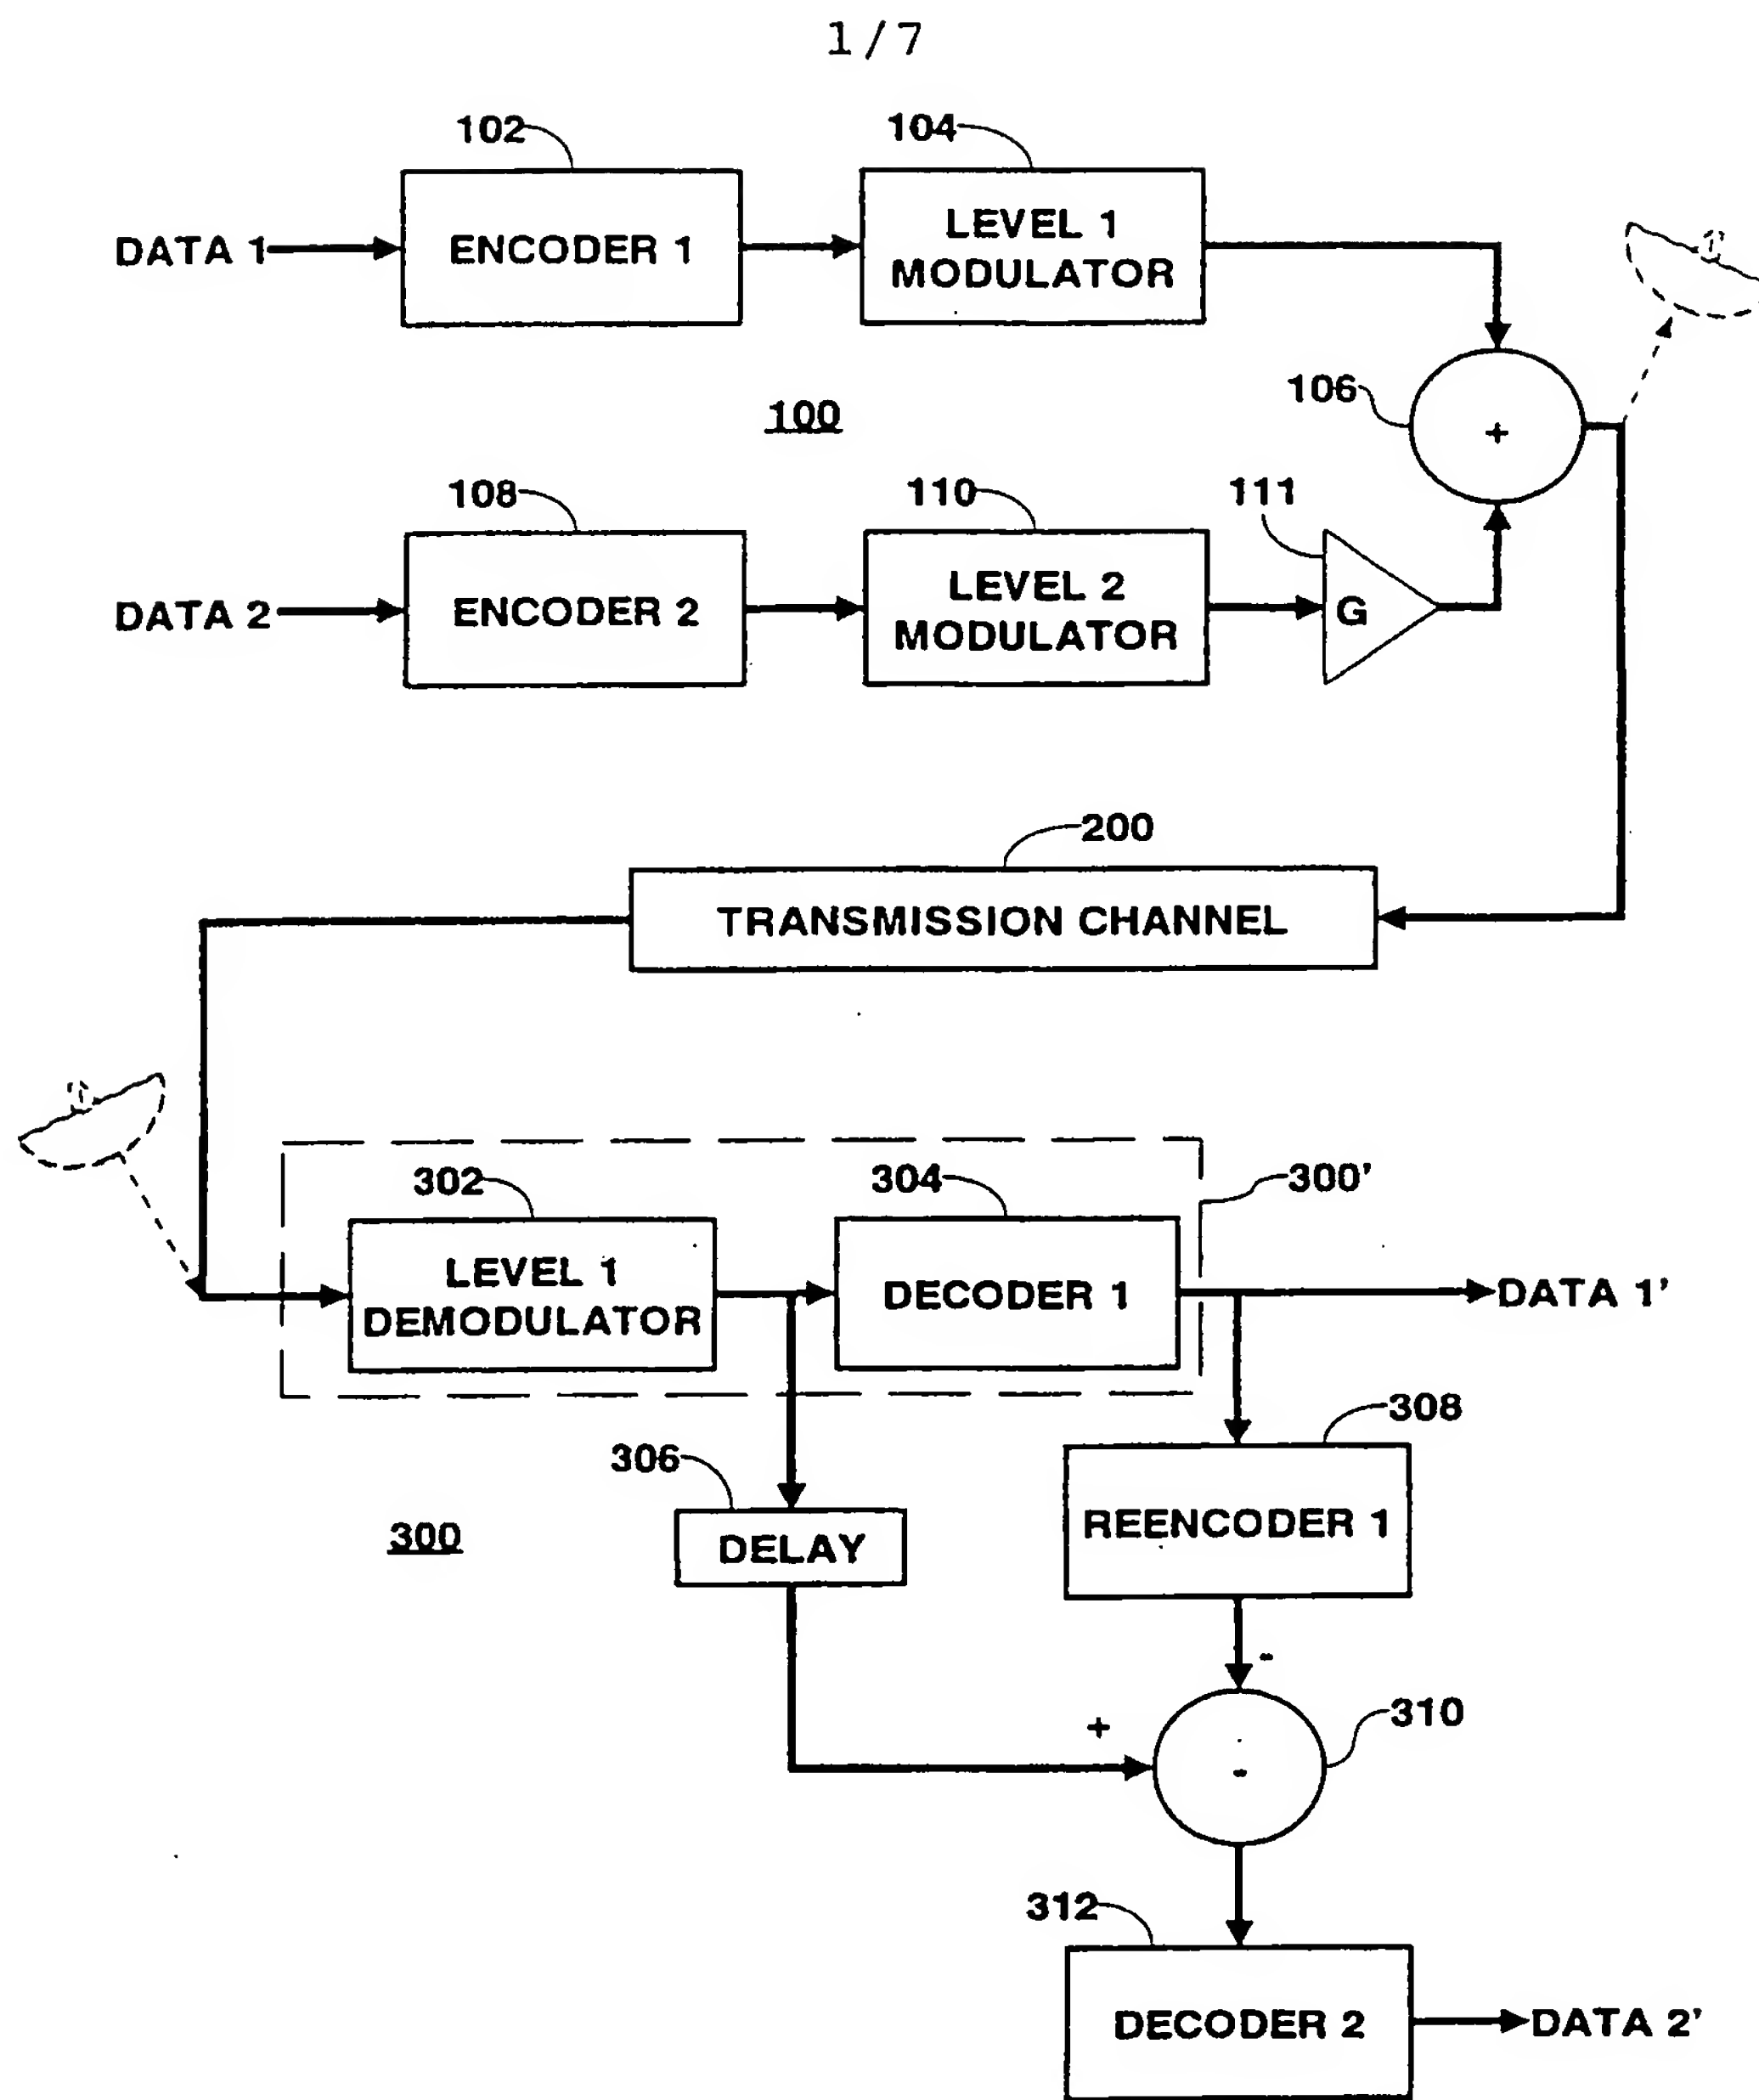 1/7
102
104
DATA 1
ENCODER 1
LEVEL 1
MODULATOR
106
+
100
108
110
111
DATA 2
ENCODER 2
LEVEL 2
MODULATOR
G
200
TRANSMISSION CHANNEL
302
304
300'
LEVEL 1
DEMODULATOR
DECODER 1
DATA 1'
308
306
300
DELAY
REENCODER 1
-
+
310
-
312
DECODER 2
DATA 2'